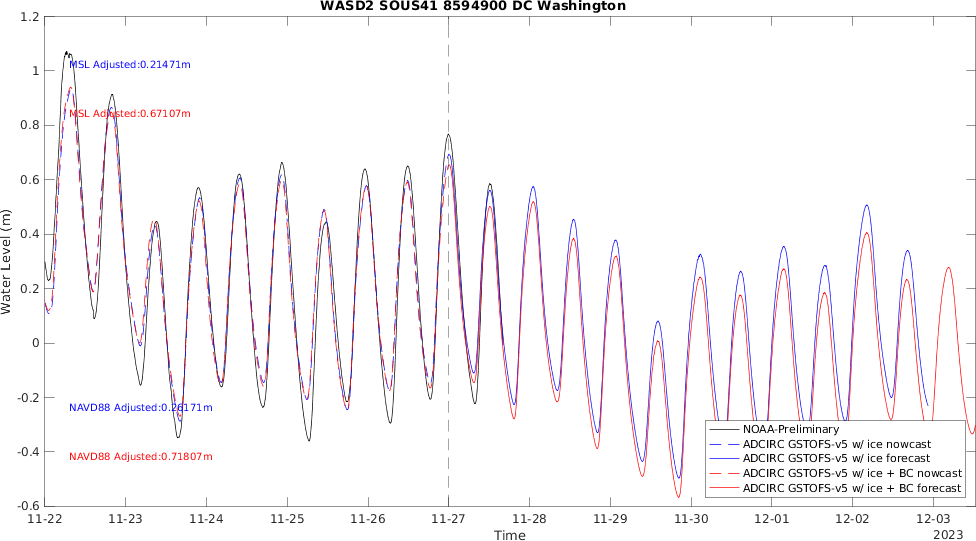 WASD2 SOUS41 8594900 DC Washington
1.2
1
0.8
0.6
0.4
0.2
0
-0.2
-0.4
-0.6
Water Level (m)
MSL Adjusted:0.21471m
MSL Adjusted:0.67107m
NAVD88 Adjusted:0.26171m
NAVD88 Adjusted:0.71807m
NOAA-Preliminary
ADCIRC GSTOFS-v5 w/ ice nowcast
ADCIRC GSTOFS-v5 w/ ice forecast
ADCIRC GSTOFS-v5 w/ ice + BC nowcast
ADCIRC GSTOFS-v5 w/ ice + BC forecast
11-22 11-23 11-24 11-25 11-26 11-27 11-28 11-29 11-30 12-01 12-02 12-03
Time
2023